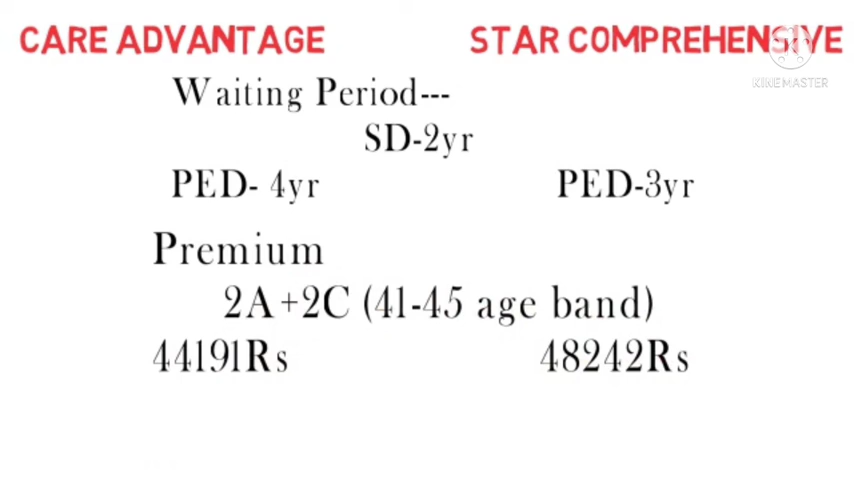 CARE ADVANTAGE STAR COMPREHENSIVE
KINEMASTER
Waiting Period---
SD-2yr
PED- 4yr PED-3yr
Premium
2A+2C (41-45 age band)
44191Rs 48242Rs